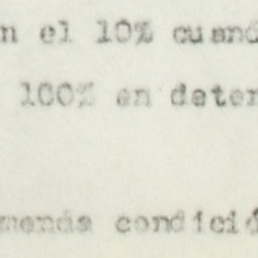 n el 10% cuand
100% en deter
menda condició